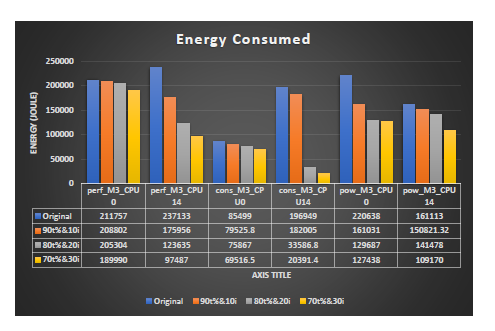 Energy Consumed
ENERGY (JOULE)
250000
200000
150000
100000
50000
0
perf_M3_CPU perf_M3_CPU cons_M3_CP cons_M3_CP pow_M3_CPU pow_M3_CPU
0 14 U0 U14 0 14
Original 211757 237133 85499 196949 220638 161113
90t%&10i 208802 175956 79525.8 182005 161031 150821.32
80t%&20i 205304 123635 75867 33586.8 129687 141478
70t%&30i 189990 97487 69516.5 20391.4 127438 109170
AXIS TITLE
Original 90t%&10i 80t%&20i 70t%&30i